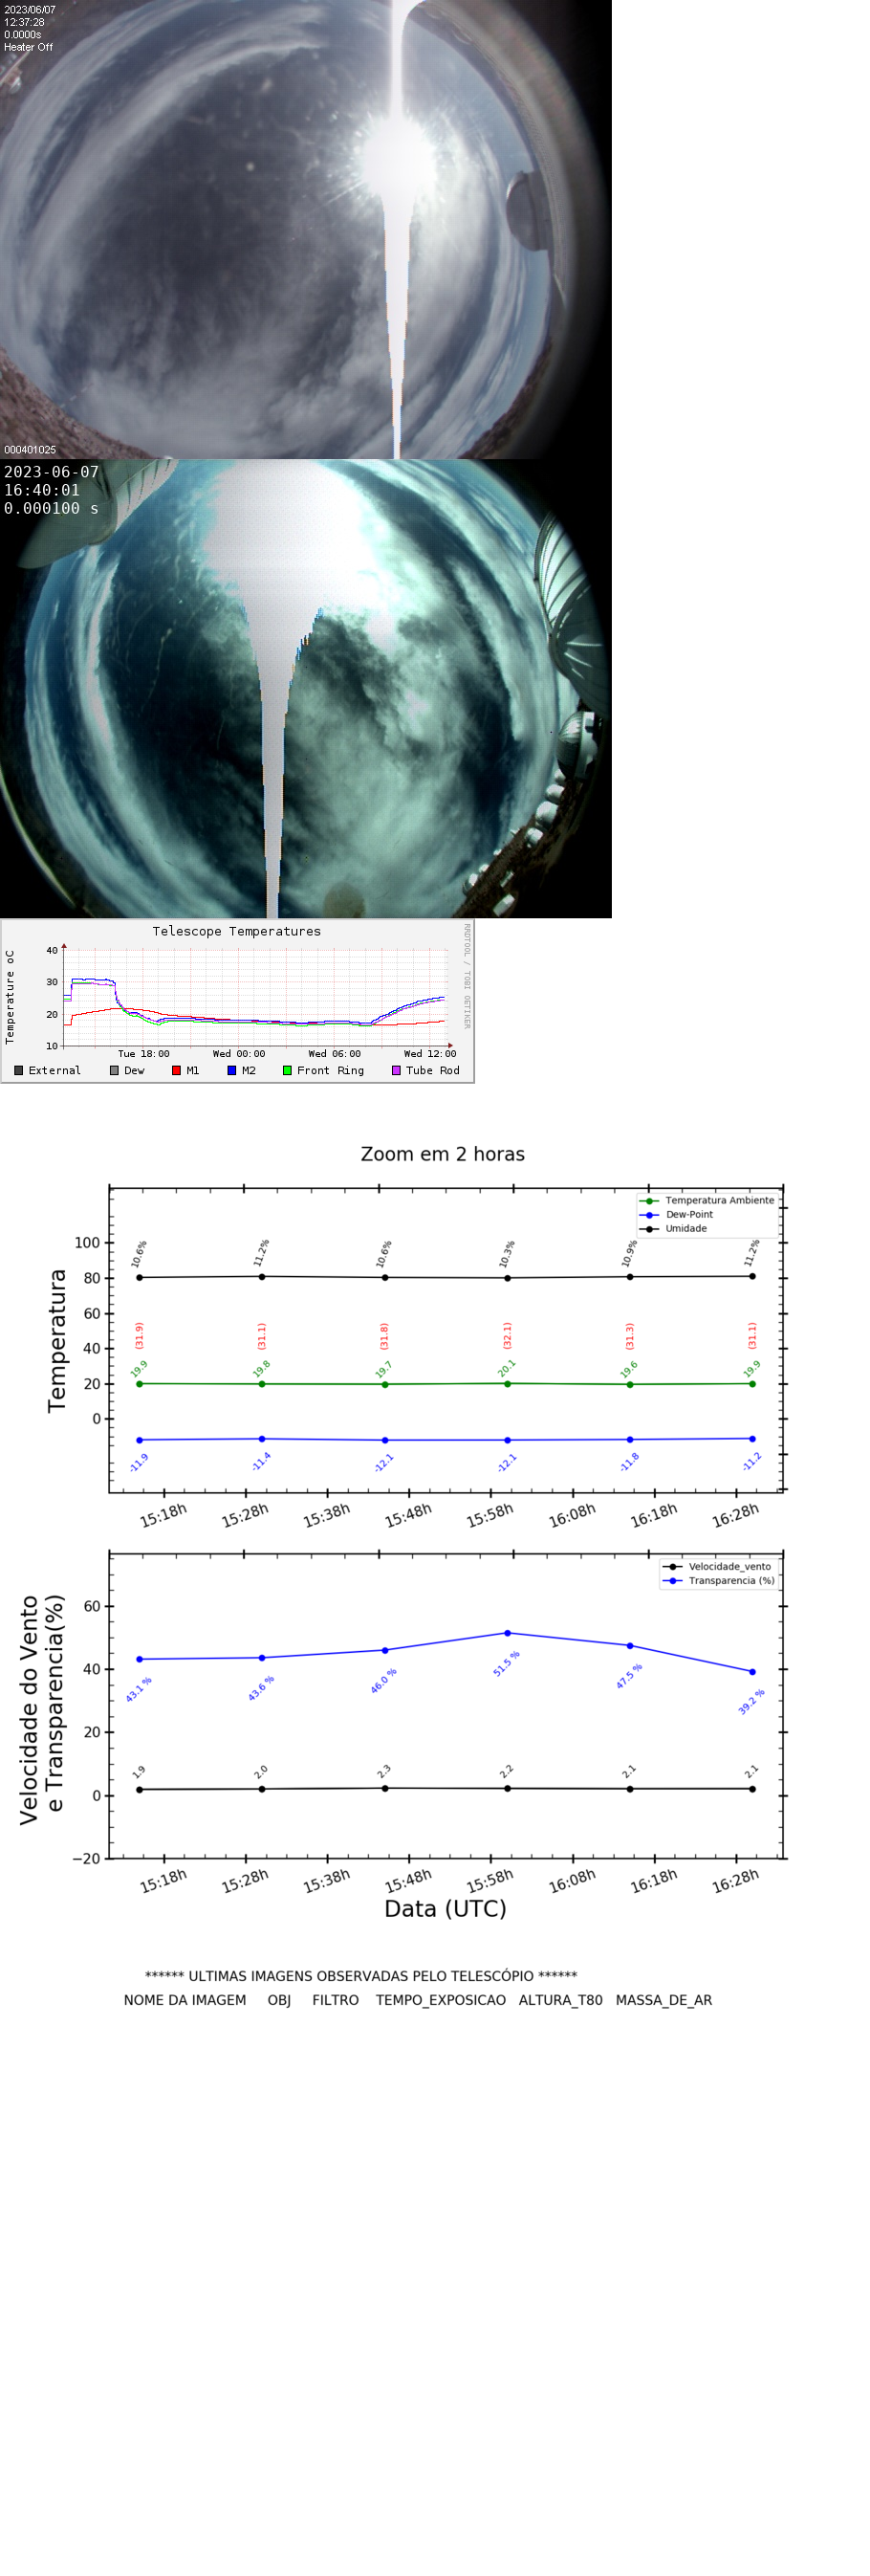 2023/06/07
12:37:28
0.0000s
Heater Off
000401025
2023-06-07
16:40:01
0.000100 s
Telescope Temperatures
RRDTOOL / TOBI OETIKER
Temperature oC
40
30
20
10
Tue 18:00 Wed 00:00 Wed 06:00 Wed 12:00
External Dew M1 M2 Front Ring Tube Rod
Zoom em 2 horas
Temperatura Ambiente
Dew-Point
Umidade
Temperatura
100
80
60
40
20
0
10.6% 11.2% 10.6% 10.3% 10.9% 11.2%
(31.9) (31.1) (31.8) (32.1) (31.3) (31.1)
19.9 19.8 19.7 20.1 19.6 19.9
-11.9 -11.4 -12.1 -12.1 -11.8 -11.2
15:18h 15:28h 15:38h 15:48h 15:58h 16:08h 16:18h 16:28h
Velocidade_vento
Transparencia (%)
Velocidade do Vento
e Transparencia(%)
60
40
20
0
−20
43.1 % 43.6 % 46.0 % 51.5 % 47.5 % 39.2 %
1.9 2.0 2.3 2.2 2.1 2.1
15:18h 15:28h 15:38h 15:48h 15:58h 16:08h 16:18h 16:28h
Data (UTC)
****** ULTIMAS IMAGENS OBSERVADAS PELO TELESCÓPIO ******
NOME DA IMAGEM OBJ FILTRO TEMPO_EXPOSICAO ALTURA_T80 MASSA_DE_AR